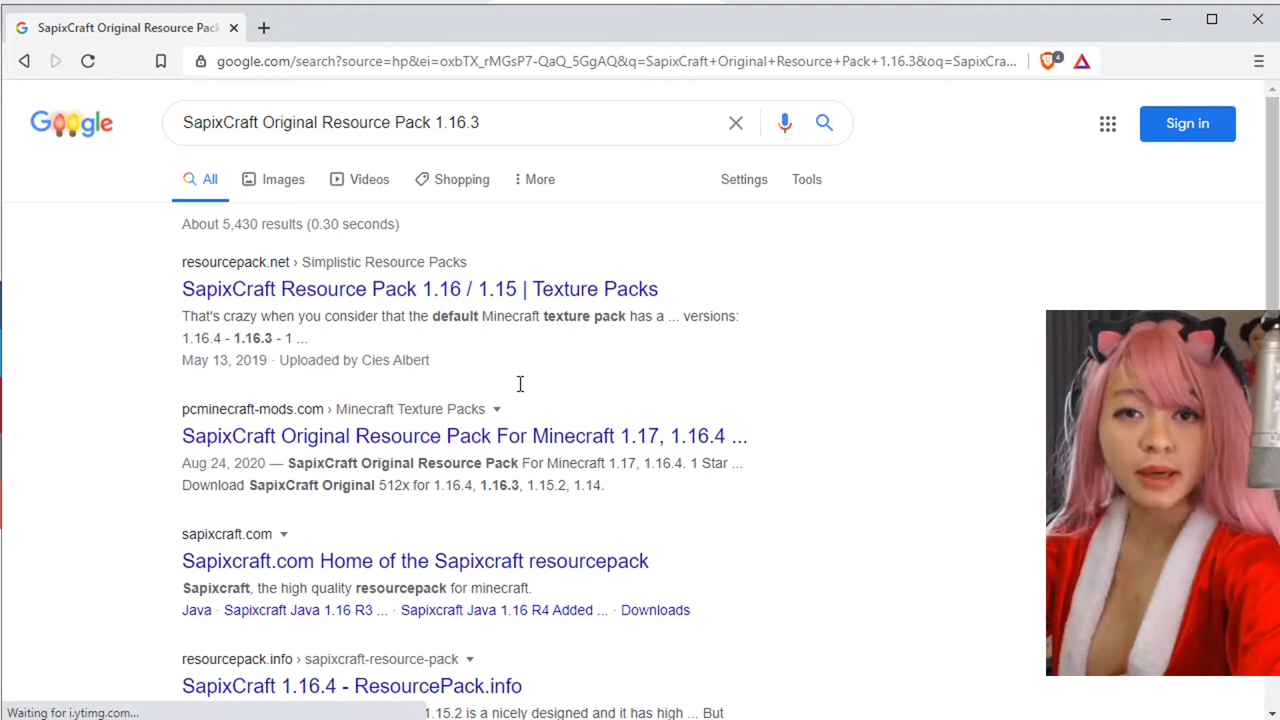 SapixCraft Original Resource Pac
google.com/search?source=hp&ei=oxbTX_rMGsP7-QaQ_5GgAQ&q=SapixCraft+Original+Resource+Pack+1.16.3&oq=SapixCra...
4
Google
SapixCraft Original Resource Pack 1.16.3
Sign in
All Images Videos Shopping More Settings Tools
About 5,430 results (0.30 seconds)
resourcepack.net › Simplistic Resource Packs
SapixCraft Resource Pack 1.16 / 1.15 | Texture Packs
That's crazy when you consider that the default Minecraft texture pack has a ... versions:
1.16.4 - 1.16.3 - 1 ...
May 13, 2019 · Uploaded by Cies Albert
pcminecraft-mods.com › Minecraft Texture Packs
SapixCraft Original Resource Pack For Minecraft 1.17, 1.16.4 ...
Aug 24, 2020 — SapixCraft Original Resource Pack For Minecraft 1.17, 1.16.4. 1 Star ...
Download SapixCraft Original 512x for 1.16.4, 1.16.3, 1.15.2, 1.14.
sapixcraft.com
Sapixcraft.com Home of the Sapixcraft resourcepack
Sapixcraft, the high quality resourcepack for minecraft.
Java · Sapixcraft Java 1.16 R3 ... · Sapixcraft Java 1.16 R4 Added ... · Downloads
resourcepack.info › sapixcraft-resource-pack
SapixCraft 1.16.4 - ResourcePack.info
1.15.2 is a nicely designed and it has high ... But
Waiting for i.ytimg.com...